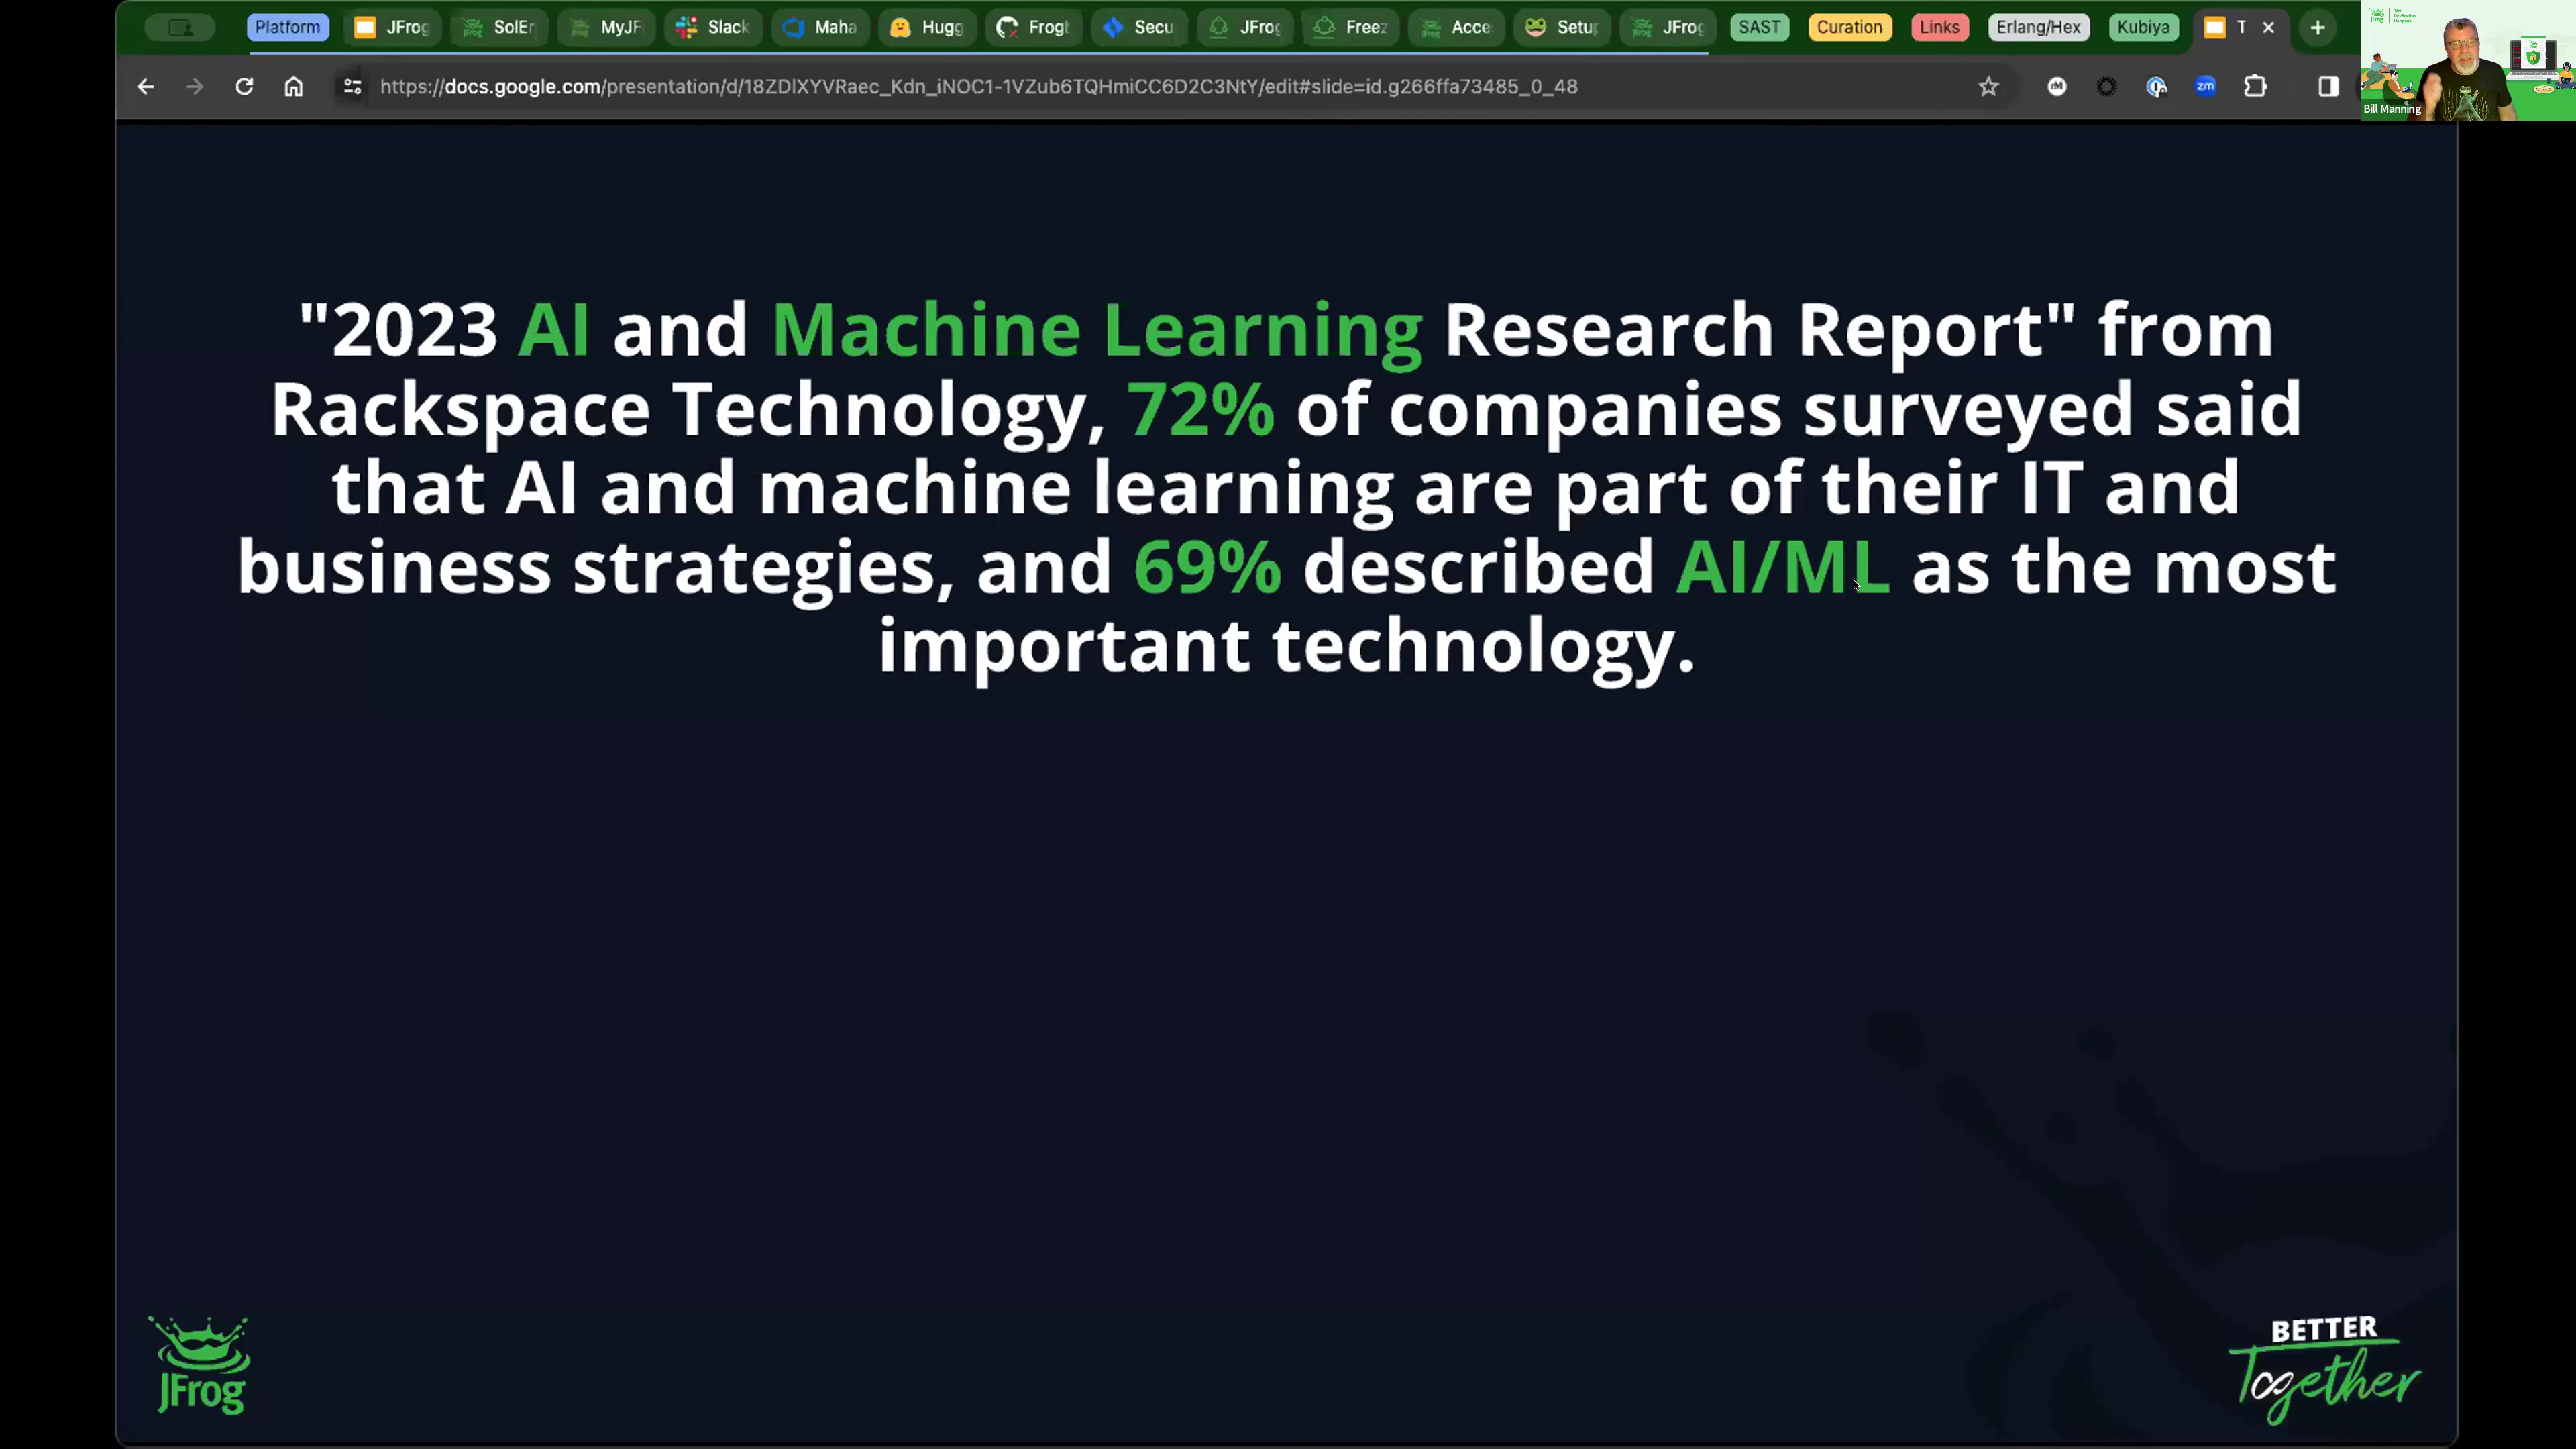 Platform JFrog SolEn MyJF Slack Maha Hugg Frogb Secu JFrog Freez Acce Setup JFrog SAST Curation Links Erlang/Hex Kubiya T
https://docs.google.com/presentation/d/18ZDlXYVRaec_Kdn_iNOC1-1VZub6TQHmiCC6D2C3NtY/edit#slide=id.g266ffa73485_0_48
zm
Bill Manning
"2023 AI and Machine Learning Research Report" from
Rackspace Technology, 72% of companies surveyed said
that AI and machine learning are part of their IT and
business strategies, and 69% described AI/ML as the most
important technology.
JFrog
BETTER
Together